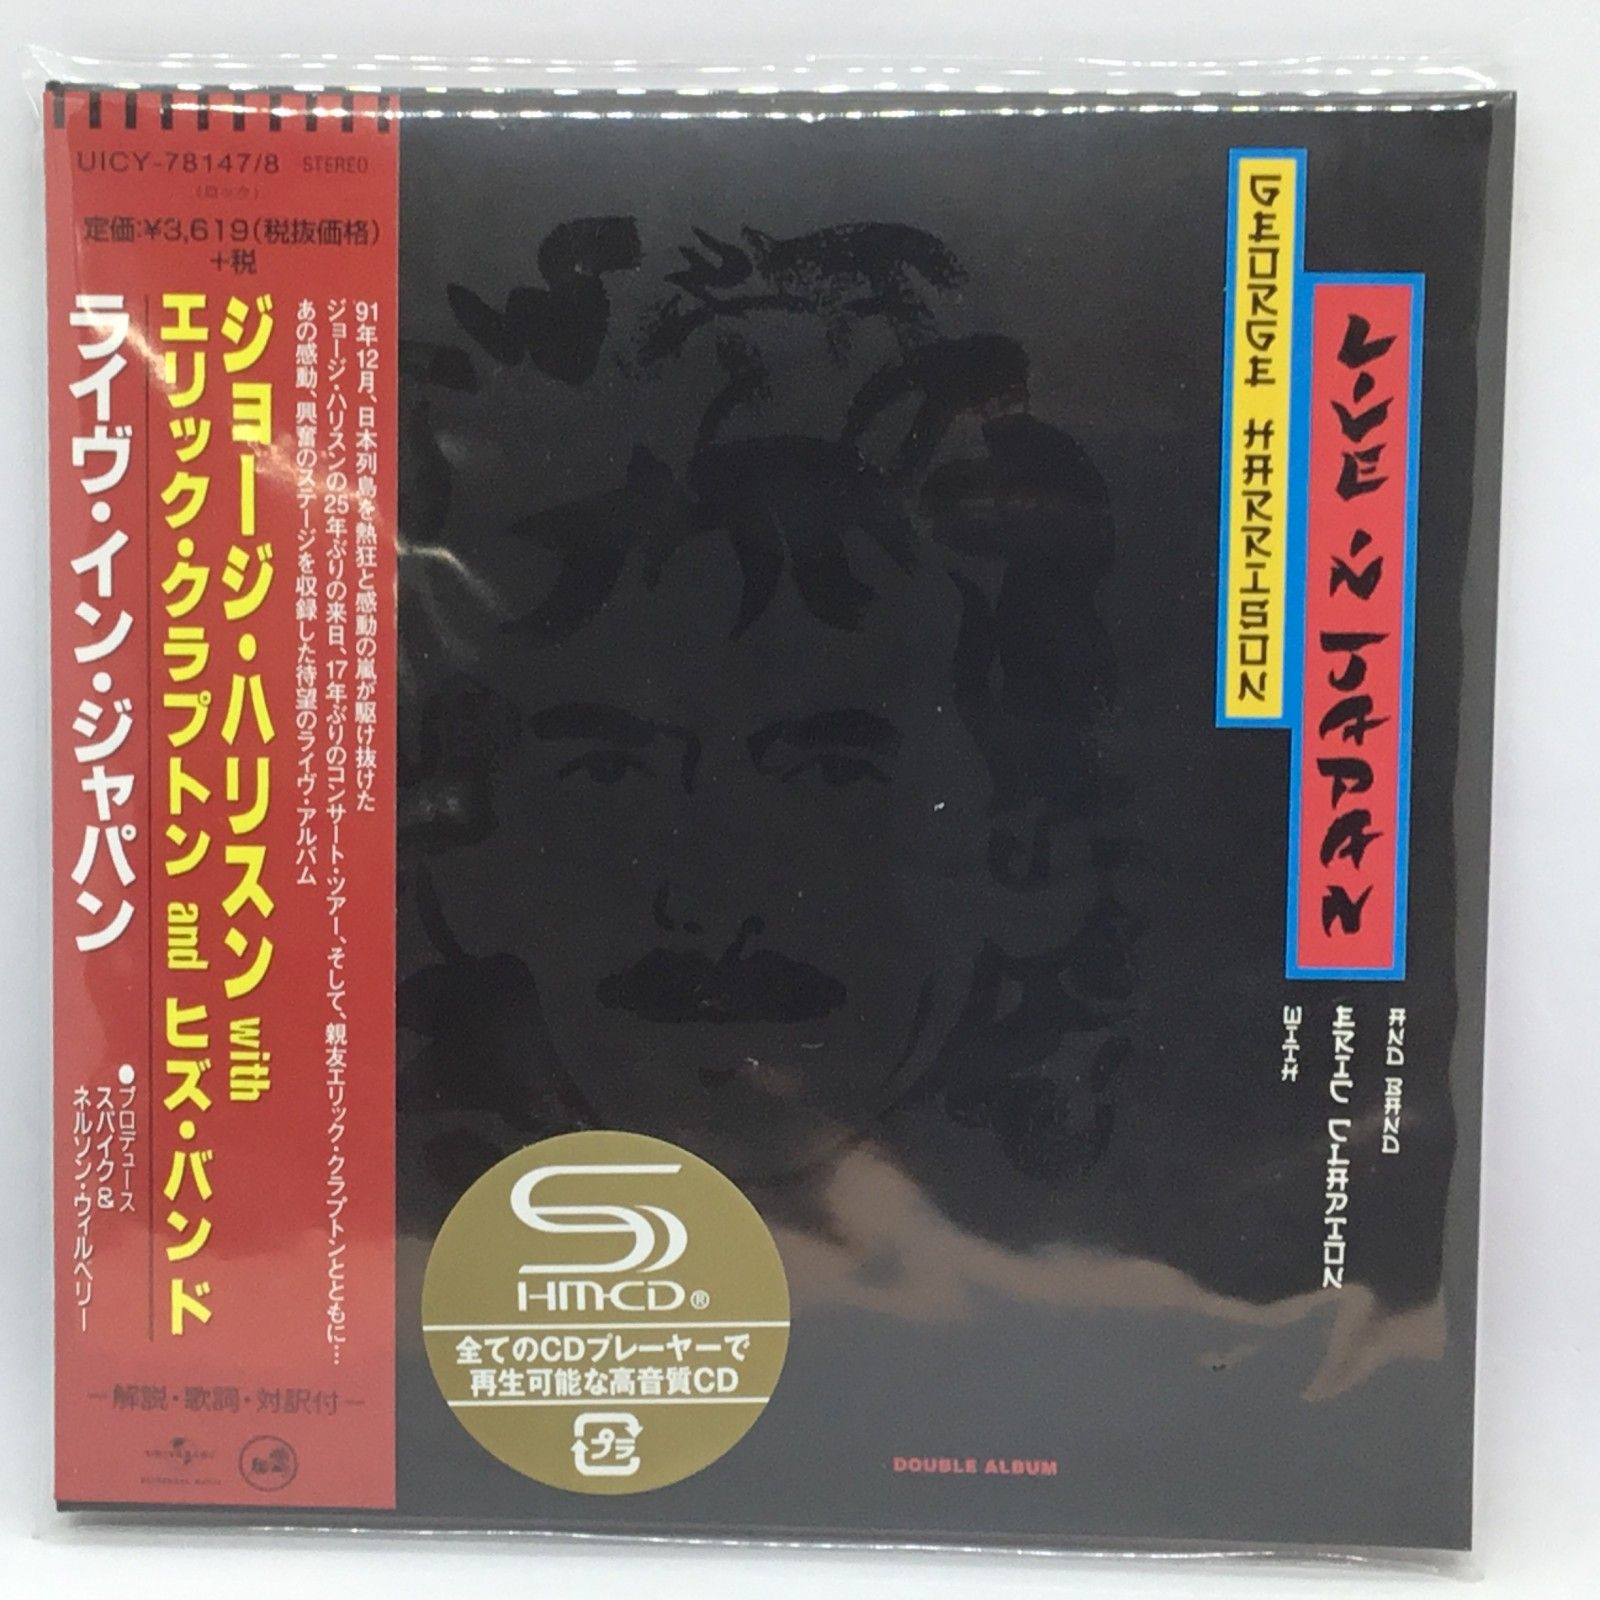 UICY-78147/8 STEREO
(ロック)
定価:¥3,619(税抜価格)
+税
'91年12月、日本列島を熱狂と感動の嵐が駆け抜けた
ジョージ・ハリスンの25年ぶりの来日、17年ぶりのコンサート・ツアー、そして、親友エリック・クラプトンとともに…
あの感動、興奮のステージを収録した待望のライヴ・アルバム
ジョージ・ハリスン with
エリック・クラプトン and ヒズ・バンド
ライヴ・イン・ジャパン
●プロデュース
スパイク&
ネルソン・ウィルベリー
—解説・歌詞・対訳付—
UNIVERSAL
UNIVERSAL MUSIC
GEORGE HARRISON
LIVE IN JAPAN
WITH
ERIC CLAPTON
AND BAND
SHM-CD®
全てのCDプレーヤーで
再生可能な高音質CD
プラ
DOUBLE ALBUM